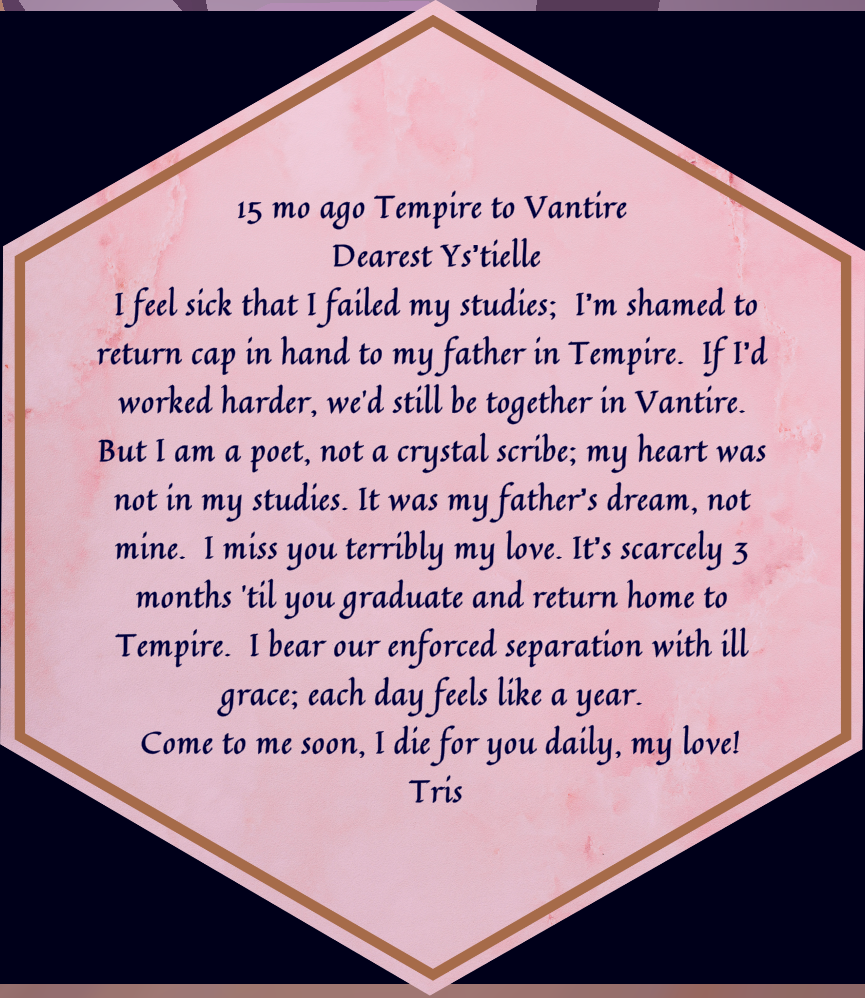 15 mo ago Tempire to Vantire
Dearest Ys'tielle
I feel sick that I failed my studies;  I'm shamed to
return cap in hand to my father in Tempire.  If I'd
worked harder, we'd still be together in Vantire.
But I am a poet, not a crystal scribe; my heart was
not in my studies. It was my father's dream, not
mine.  I miss you terribly my love. It's scarcely 3
months 'til you graduate and return home to
Tempire.  I bear our enforced separation with ill
grace; each day feels like a year.
Come to me soon, I die for you daily, my love!
Tris